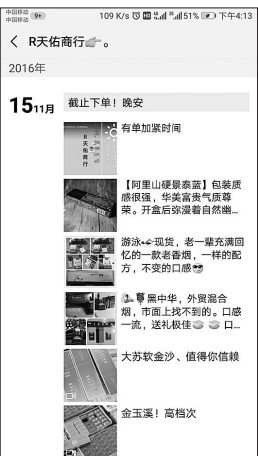 中国移动 9+
中国移动
109 K/s HD 51% 下午4:13
R天佑商行👉。
2016年
15 11月
截止下单！晚安
R天佑商行
有单加紧时间
【阿里山硬景泰蓝】包装质
感很强，华美富贵气质尊
荣。开盒后弥漫着自然幽...
游泳现货，老一辈充满回
忆的一款老香烟，一样的配
方，不变的口感😎
黑中华，外贸混合
烟，市面上找不到的。口感
一流，送礼极佳 口...
大苏软金沙、值得你信赖
金玉溪！高档次